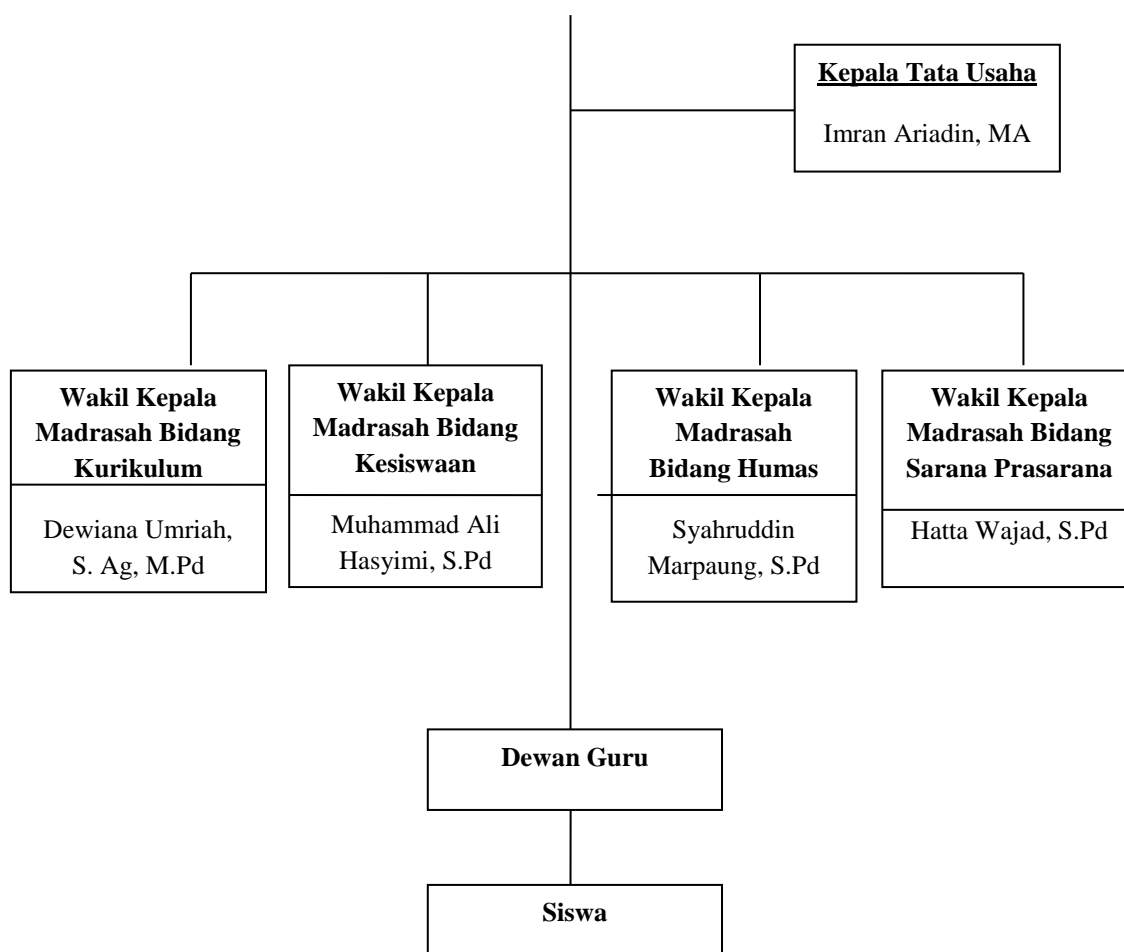 Kepala Tata Usaha
Imran Ariadin, MA
Wakil Kepala
Madrasah Bidang
Kurikulum
Dewiana Umriah,
S. Ag, M.Pd
Wakil Kepala
Madrasah Bidang
Kesiswaan
Muhammad Ali
Hasyimi, S.Pd
Wakil Kepala
Madrasah
Bidang Humas
Syahruddin
Marpaung, S.Pd
Wakil Kepala
Madrasah Bidang
Sarana Prasarana
Hatta Wajad, S.Pd
Dewan Guru
Siswa